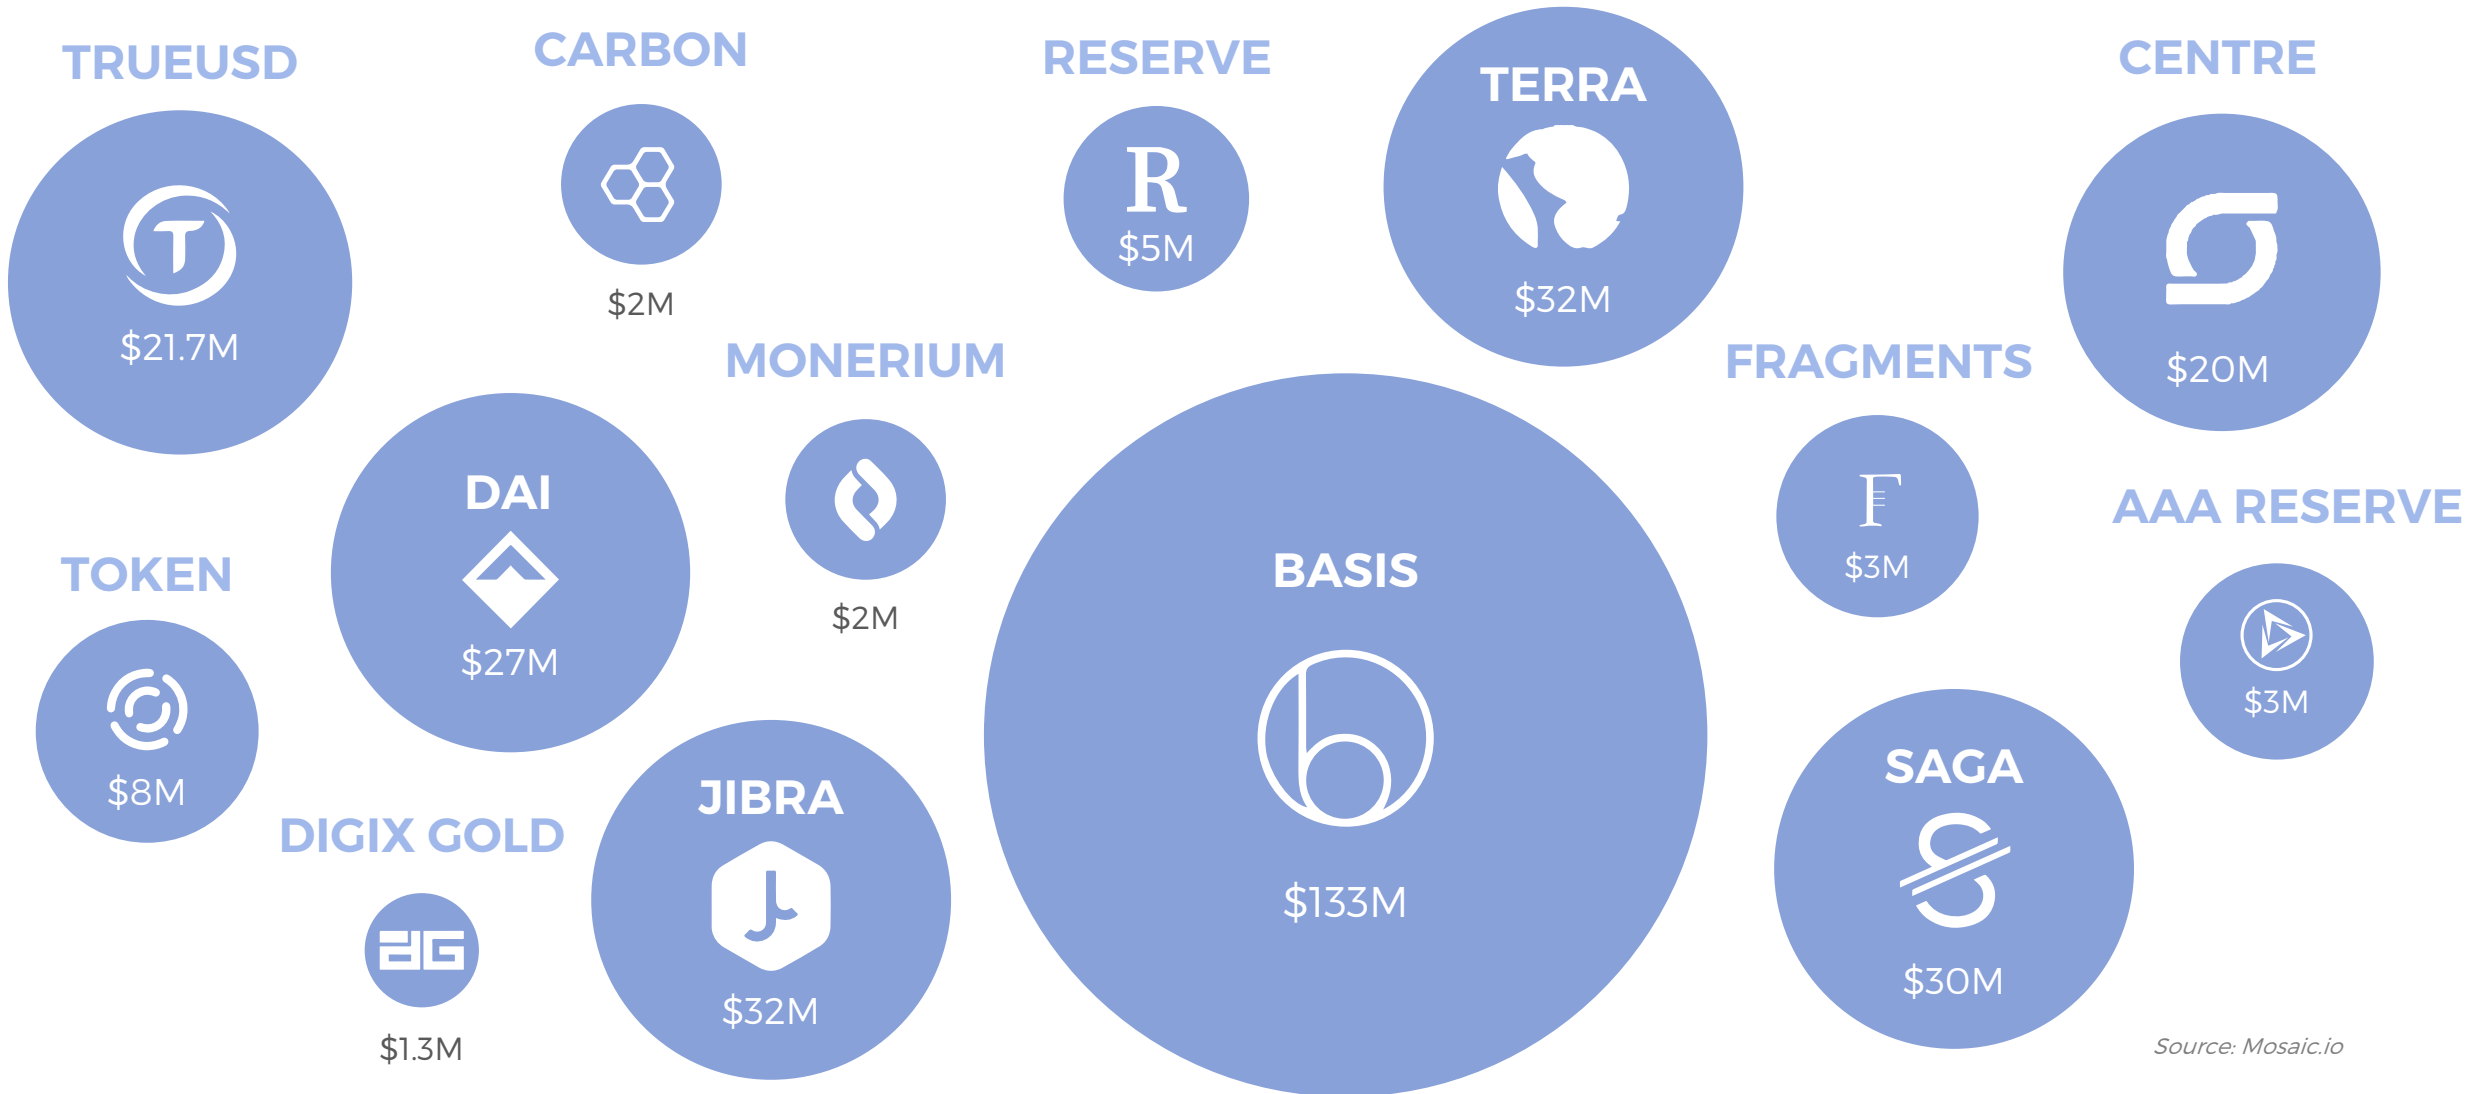 TRUEUSD
$21.7M
CARBON
$2M
RESERVE
R
$5M
TERRA
$32M
CENTRE
$20M
MONERIUM
$2M
FRAGMENTS
F
$3M
DAI
$27M
AAA RESERVE
$3M
TOKEN
$8M
BASIS
b
$133M
JIBRA
J
$32M
SAGA
S
$30M
DIGIX GOLD
DG
$1.3M
T
Source: Mosaic.io